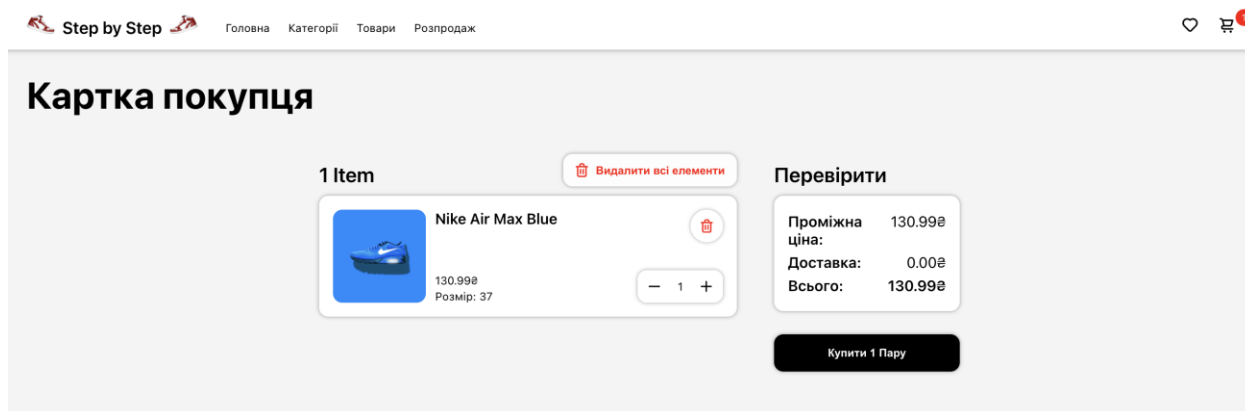 Step by Step
Головна Категорії Товари Розпродаж
Картка покупця
1 Item
Видалити всі елементи
Nike Air Max Blue
130.99₴
Розмір: 37
1
Перевірити
Проміжна ціна: 130.99₴
Доставка: 0.00₴
Всього: 130.99₴
Купити 1 Пару